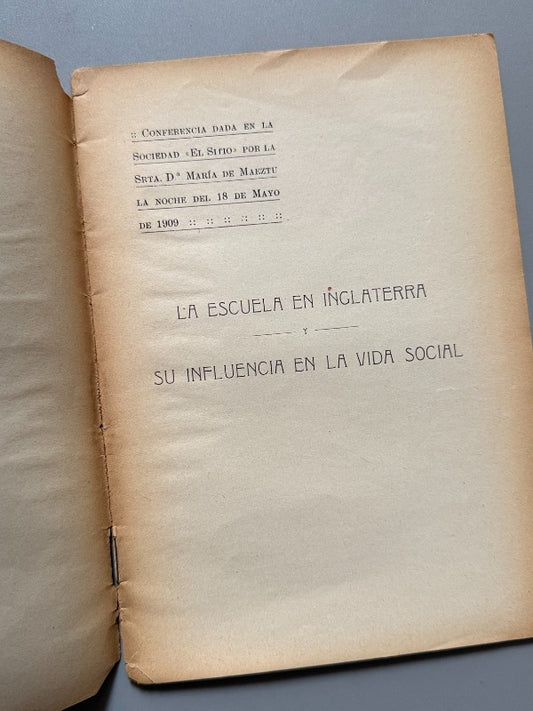 :: Conferencia dada en la
Sociedad «El Sitio» por la
Srta. Dª María de Maeztu
la noche del 18 de Mayo
de 1909 :: :: :: :: :: ::
LA ESCUELA EN INGLATERRA
Y
SU INFLUENCIA EN LA VIDA SOCIAL